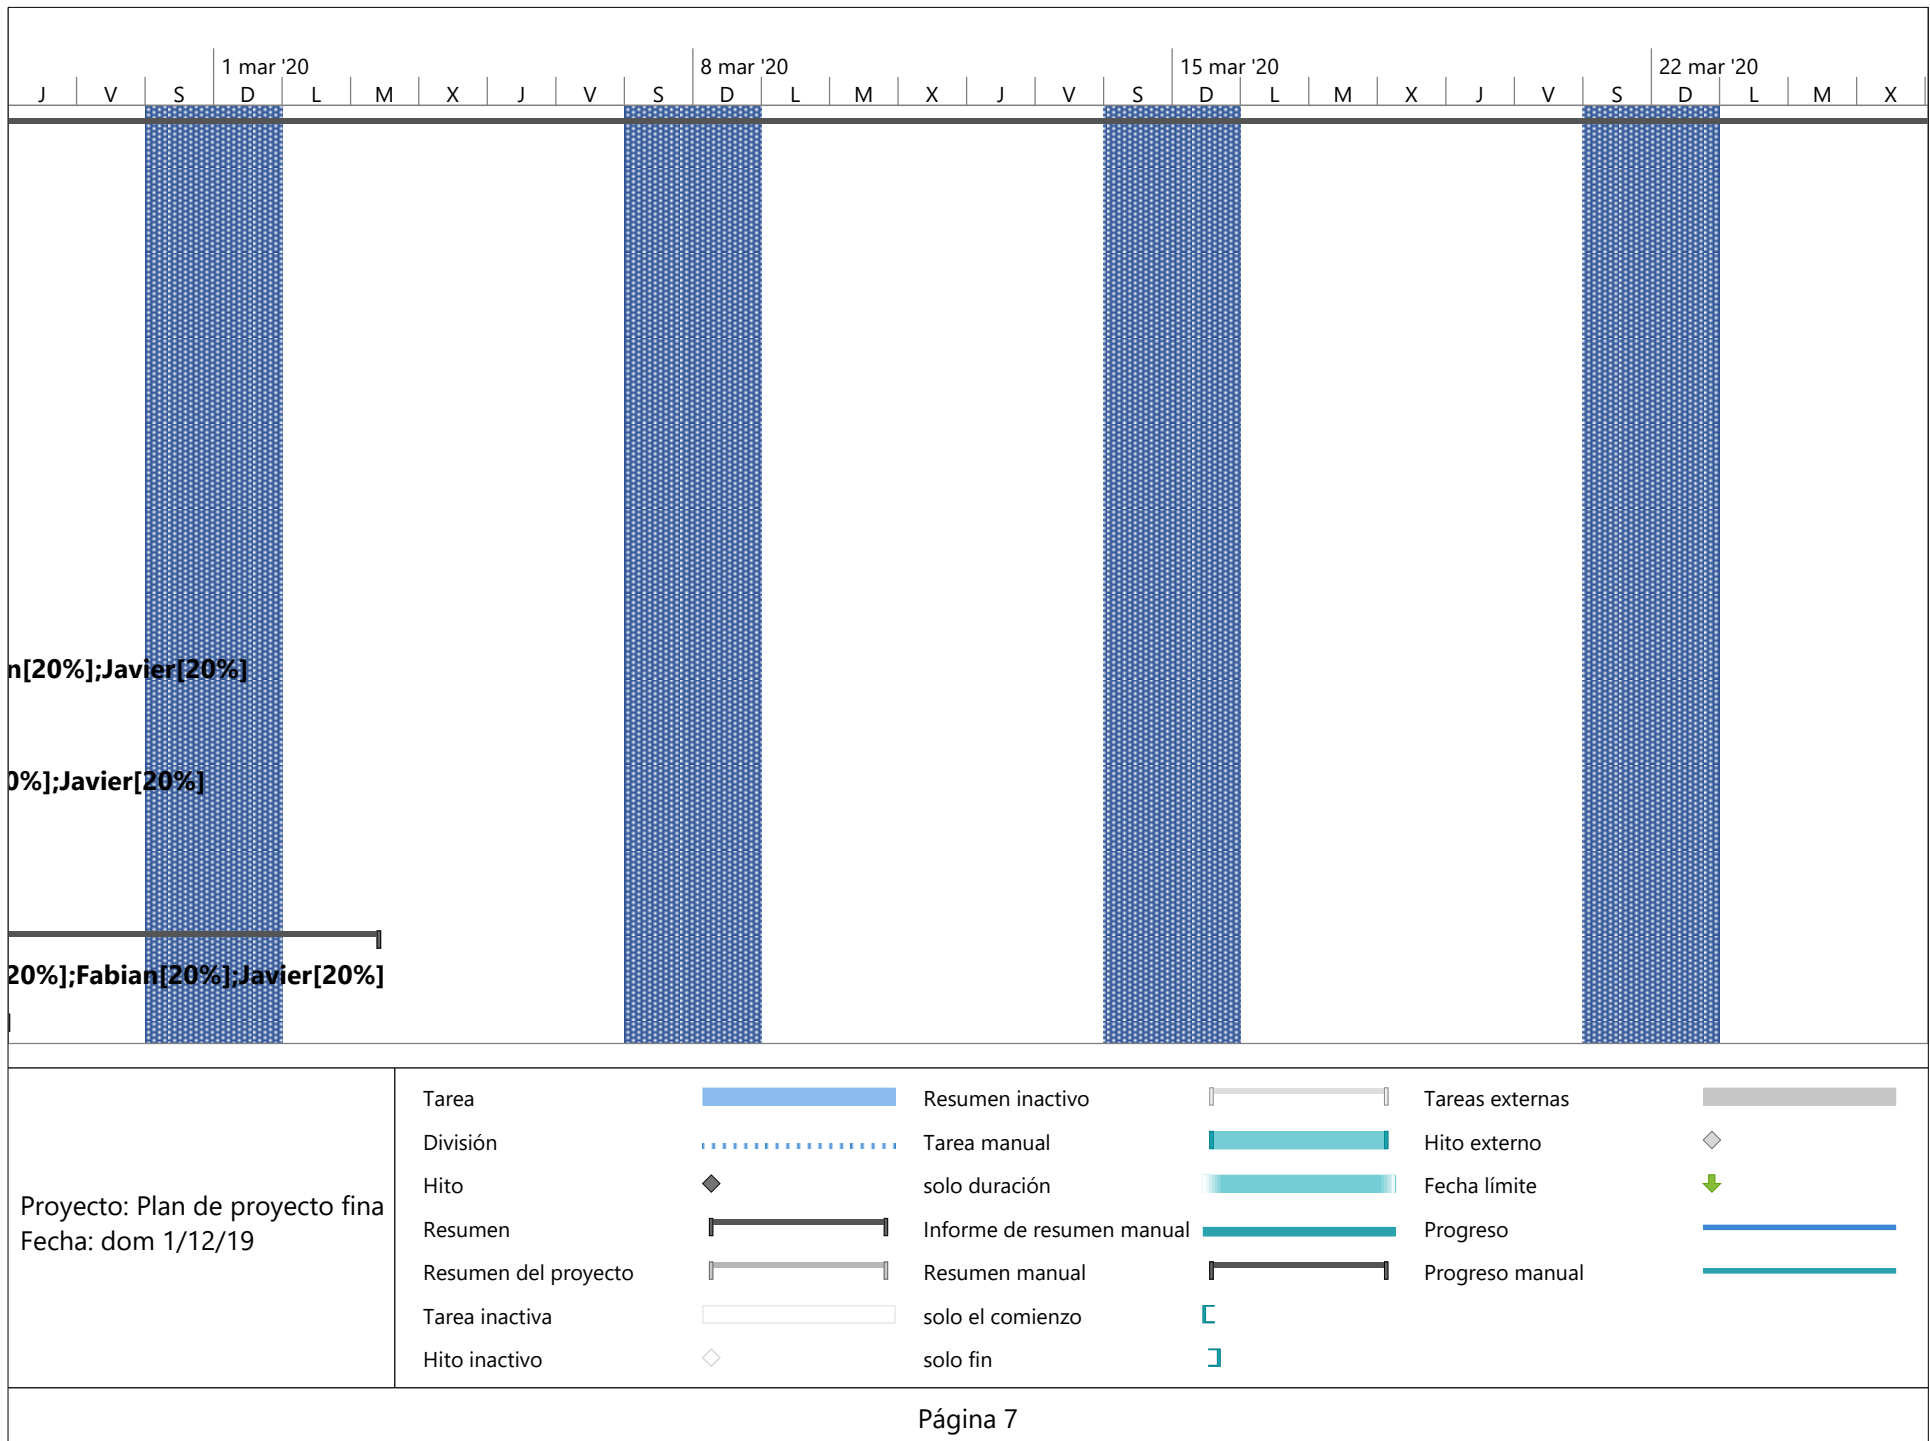 1 mar '20 8 mar '20 15 mar '20 22 mar '20
J V S D L M X J V S D L M X J V S D L M X J V S D L M X
n[20%];Javier[20%]
0%];Javier[20%]
20%];Fabian[20%];Javier[20%]
Proyecto: Plan de proyecto fina
Fecha: dom 1/12/19
Tarea
División
Hito
Resumen
Resumen del proyecto
Tarea inactiva
Hito inactivo
Resumen inactivo
Tarea manual
solo duración
Informe de resumen manual
Resumen manual
solo el comienzo
solo fin
Tareas externas
Hito externo
Fecha límite
Progreso
Progreso manual
Página 7